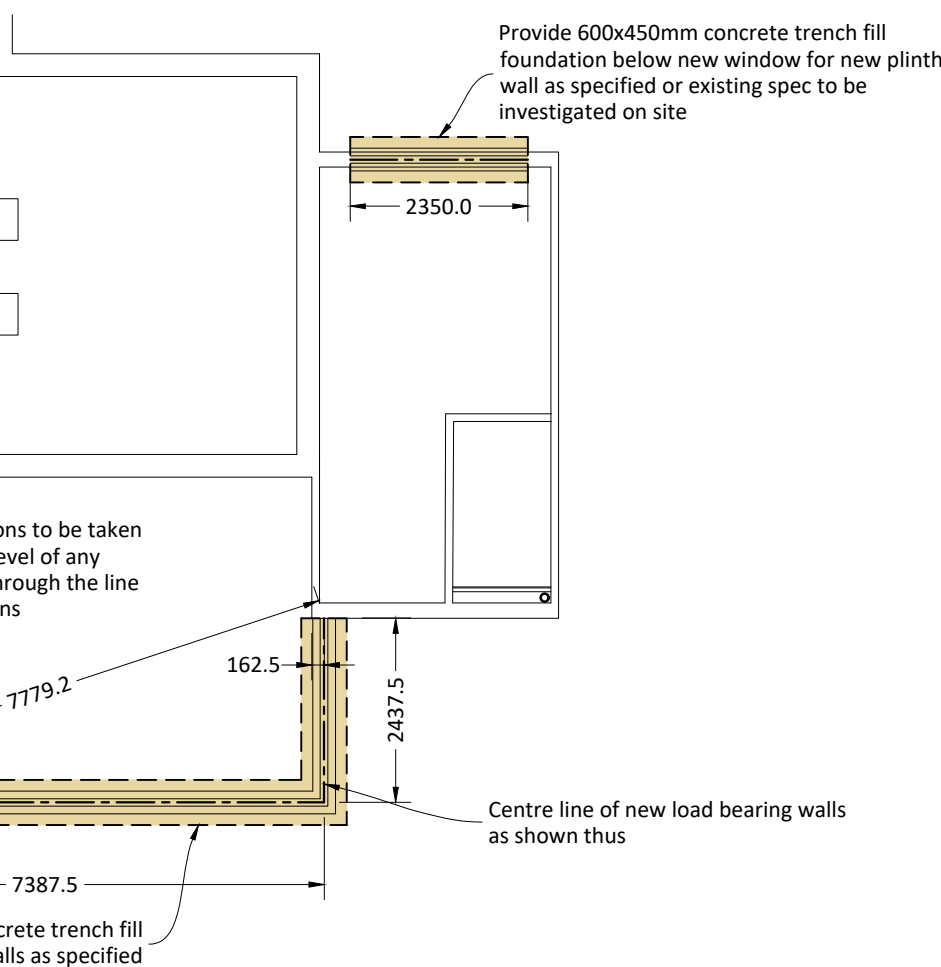 Provide 600x450mm concrete trench fill
foundation below new window for new plinth
wall as specified or existing spec to be
investigated on site
2350.0
ons to be taken
evel of any
hrough the line
ns
162.5
7779.2
2437.5
Centre line of new load bearing walls
as shown thus
7387.5
crete trench fill
alls as specified